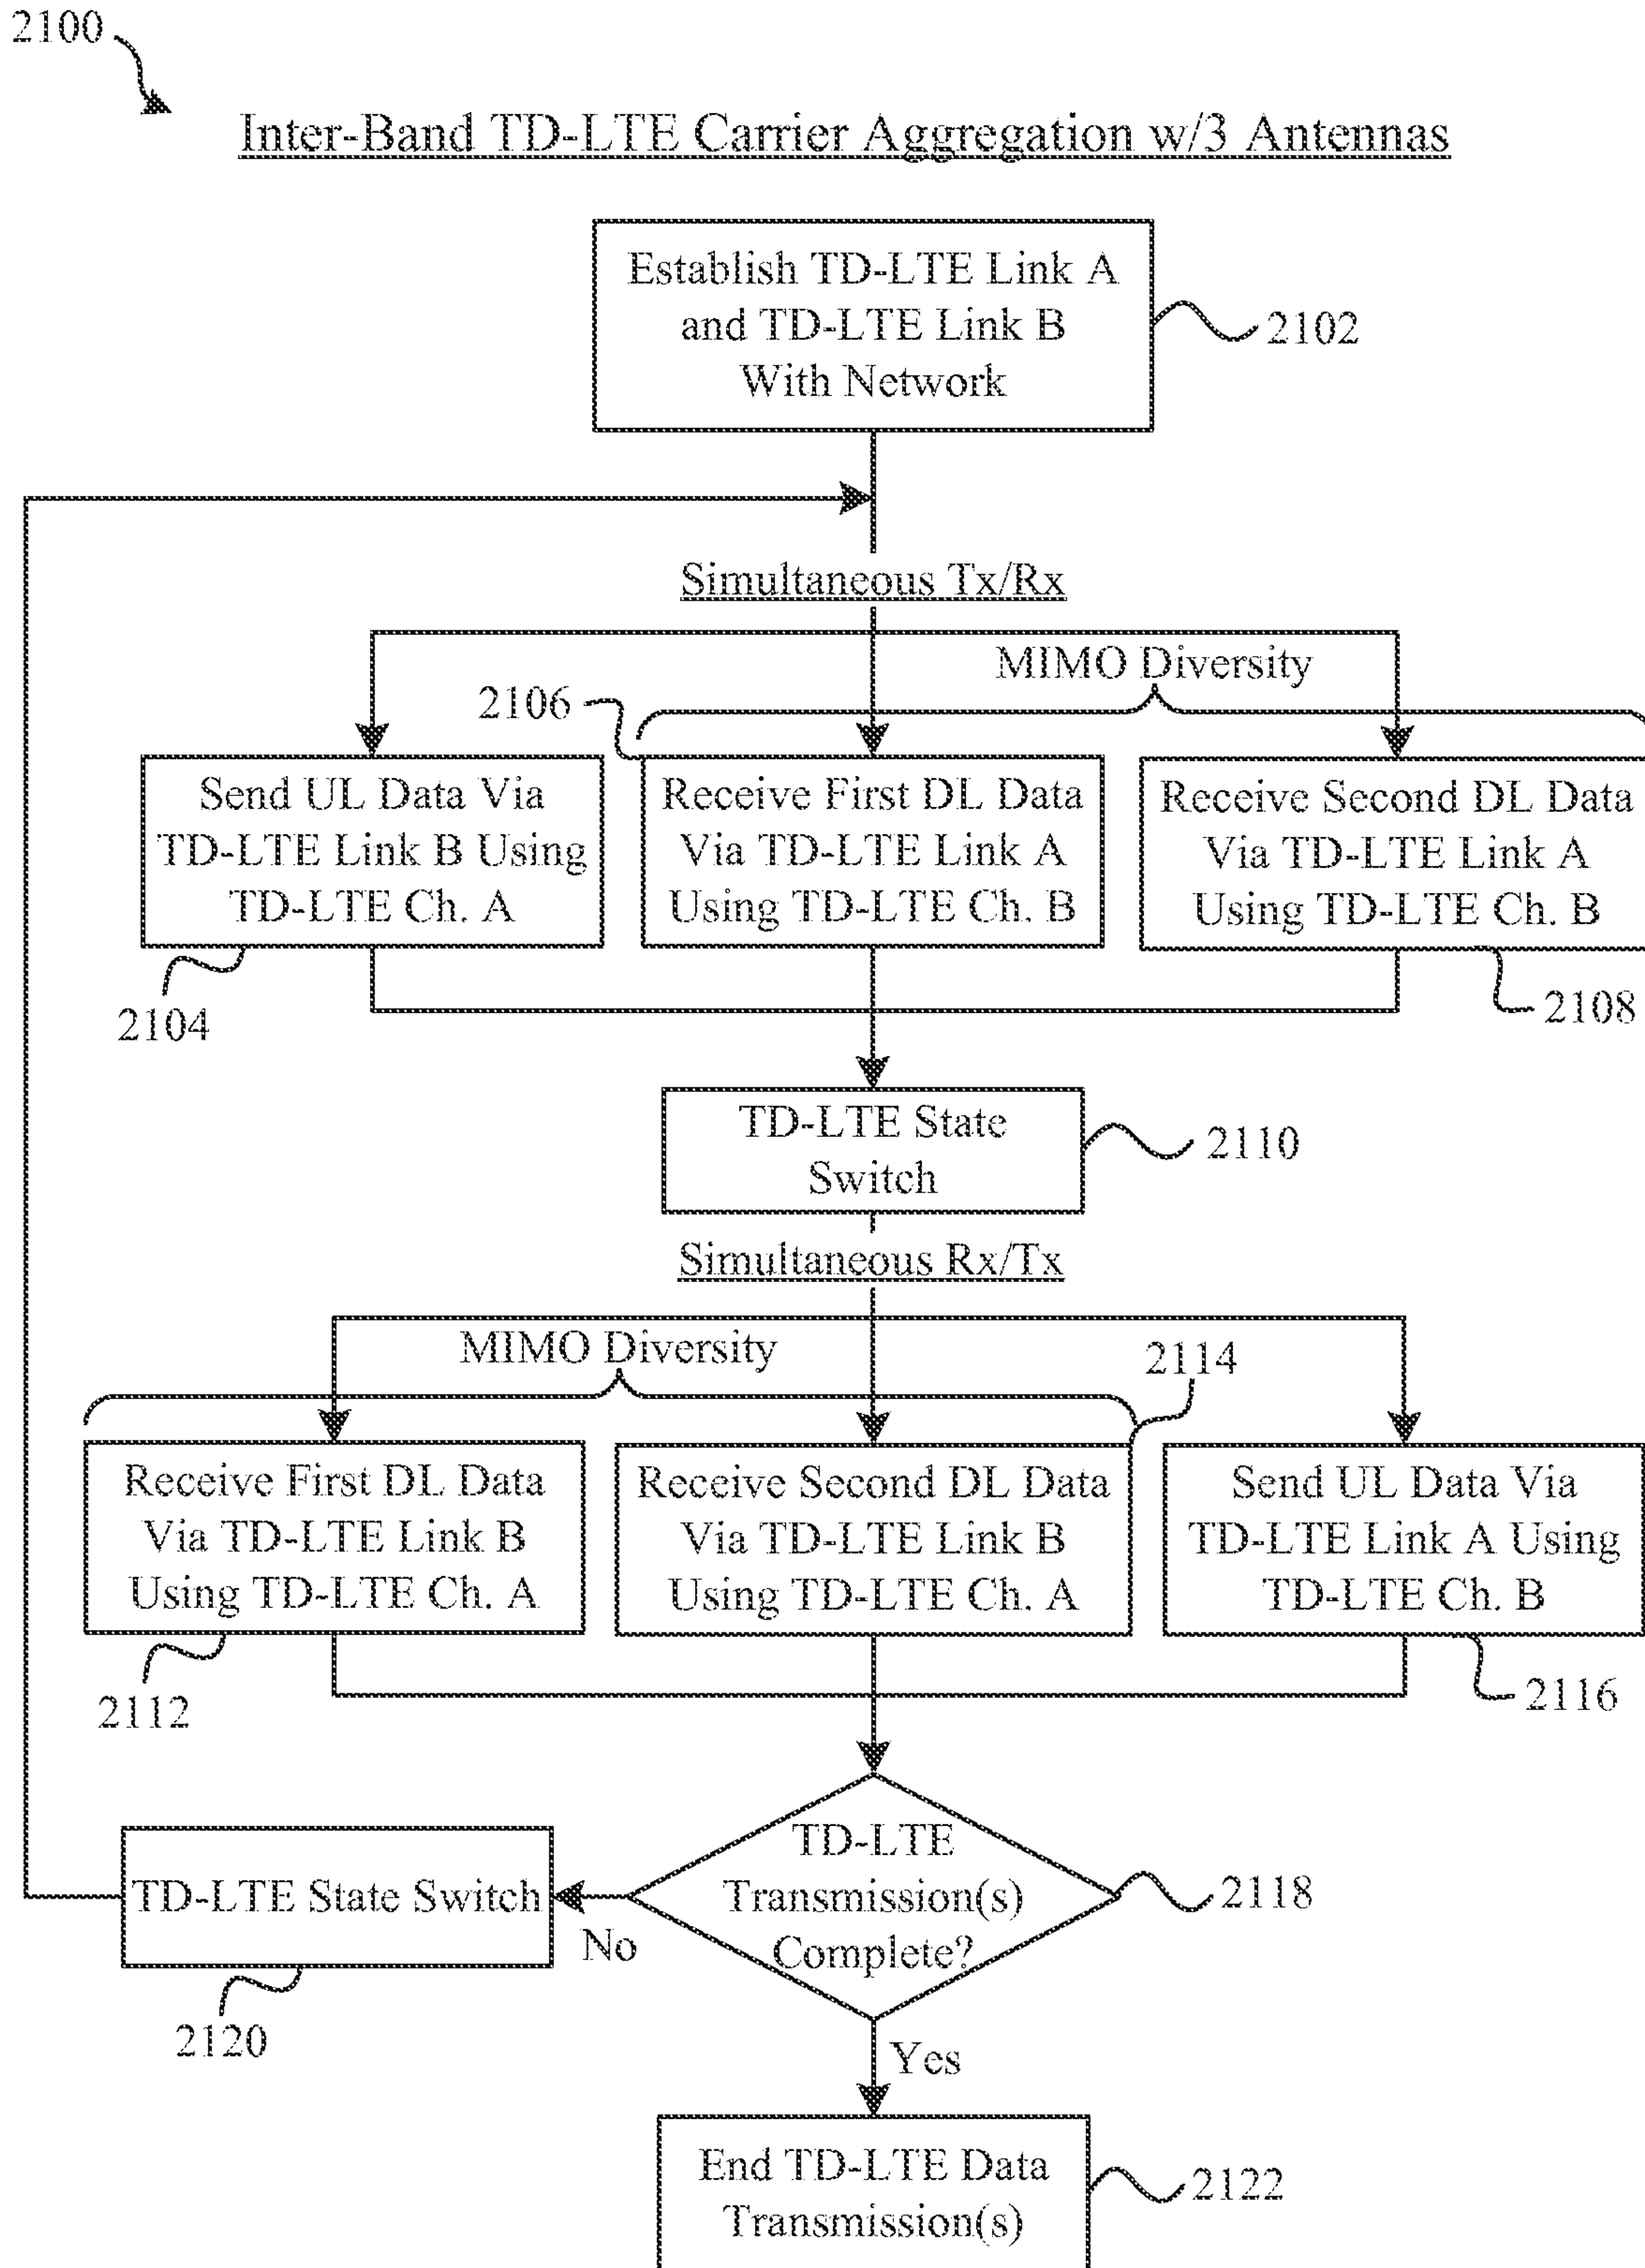 2100
Inter-Band TD-LTE Carrier Aggregation w/3 Antennas
Establish TD-LTE Link A
and TD-LTE Link B
With Network
2102
Simultaneous Tx/Rx
MIMO Diversity
2106
Send UL Data Via
TD-LTE Link B Using
TD-LTE Ch. A
2104
Receive First DL Data
Via TD-LTE Link A
Using TD-LTE Ch. B
Receive Second DL Data
Via TD-LTE Link A
Using TD-LTE Ch. B
2108
TD-LTE State
Switch
2110
Simultaneous Rx/Tx
MIMO Diversity
2114
Receive First DL Data
Via TD-LTE Link B
Using TD-LTE Ch. A
2112
Receive Second DL Data
Via TD-LTE Link B
Using TD-LTE Ch. A
Send UL Data Via
TD-LTE Link A Using
TD-LTE Ch. B
2116
TD-LTE
Transmission(s)
Complete?
2118
No
TD-LTE State Switch
2120
Yes
End TD-LTE Data
Transmission(s)
2122